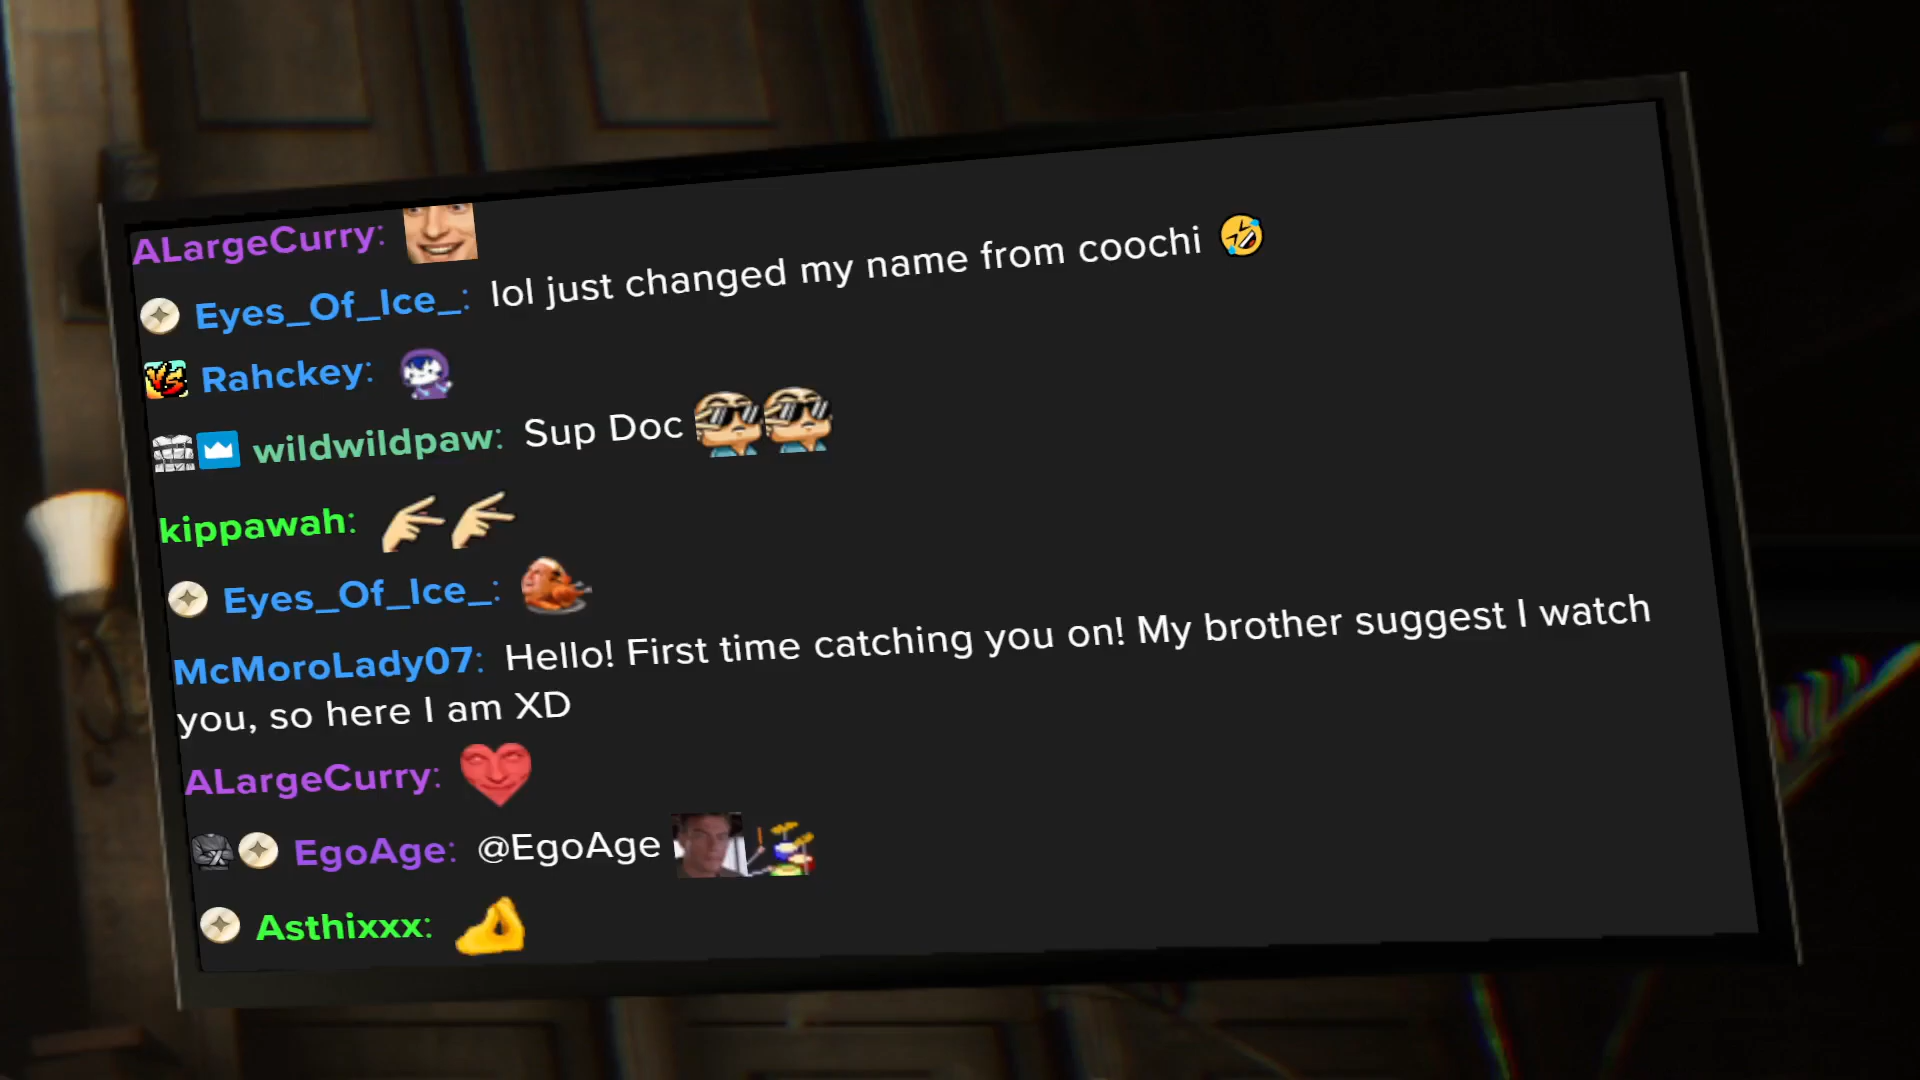 ALargeCurry:
Eyes_Of_Ice_: lol just changed my name from coochi 🤣
VS Rahckey:
wildwildpaw: Sup Doc
kippawah:
Eyes_Of_Ice_:
McMoroLady07: Hello! First time catching you on! My brother suggest I watch
you, so here I am XD
ALargeCurry:
EgoAge: @EgoAge
Asthixxx: